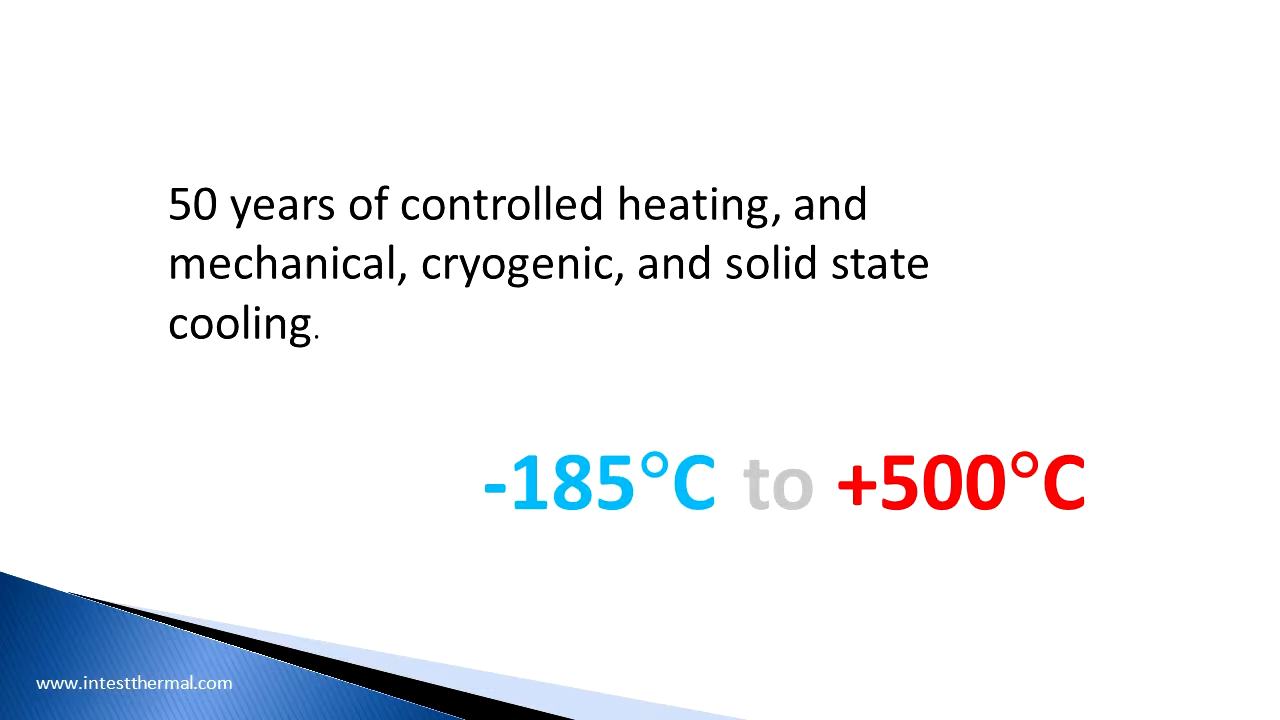 50 years of controlled heating, and
mechanical, cryogenic, and solid state
cooling.
-185°C to +500°C
www.intestthermal.com